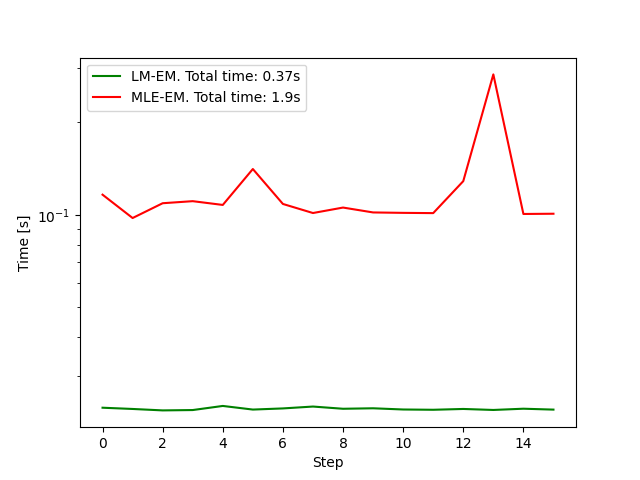 LM-EM. Total time: 0.37s
MLE-EM. Total time: 1.9s
Time [s]
10⁻¹
0 2 4 6 8 10 12 14
Step